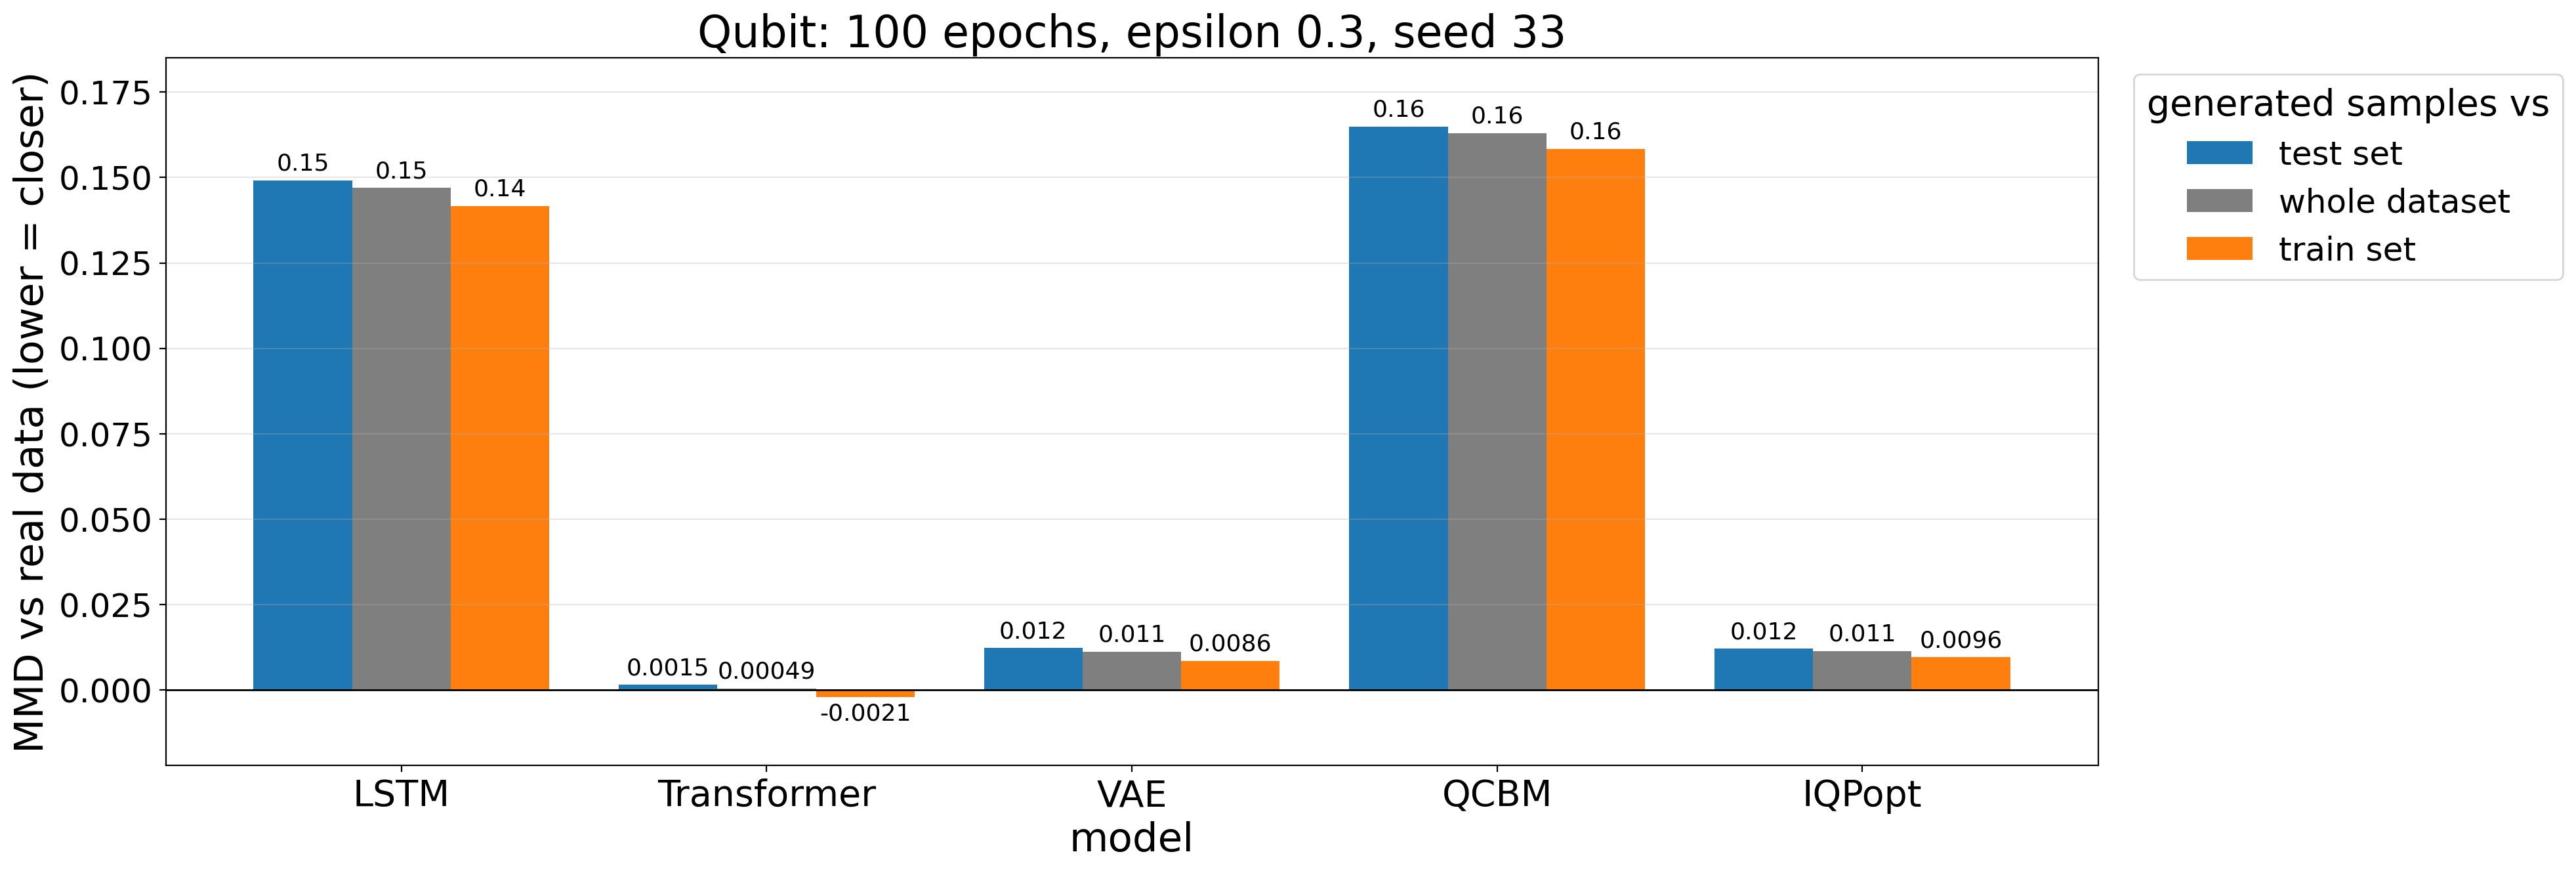 Qubit: 100 epochs, epsilon 0.3, seed 33
MMD vs real data (lower = closer)
0.175
0.150
0.125
0.100
0.075
0.050
0.025
0.000
0.15
0.15
0.14
0.0015
0.00049
-0.0021
0.012
0.011
0.0086
0.16
0.16
0.16
0.012
0.011
0.0096
LSTM
Transformer
VAE
QCBM
IQPopt
model
generated samples vs
test set
whole dataset
train set